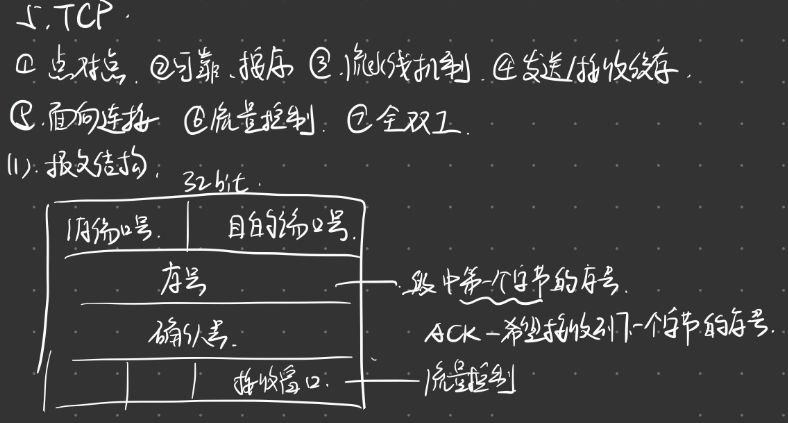 5. TCP.
① 点对点. ②可靠、按序 ③.流水线机制. ④发送/接收缓存.
⑤.面向连接 ⑥流量控制. ⑦全双工.
(1). 报文结构:
32bit.
源端口号. 目的端口号.
序号 — 段中第一个字节的序号.
确认号. ACK-希望接收到下一个字节的序号.
接收窗口. — 流量控制